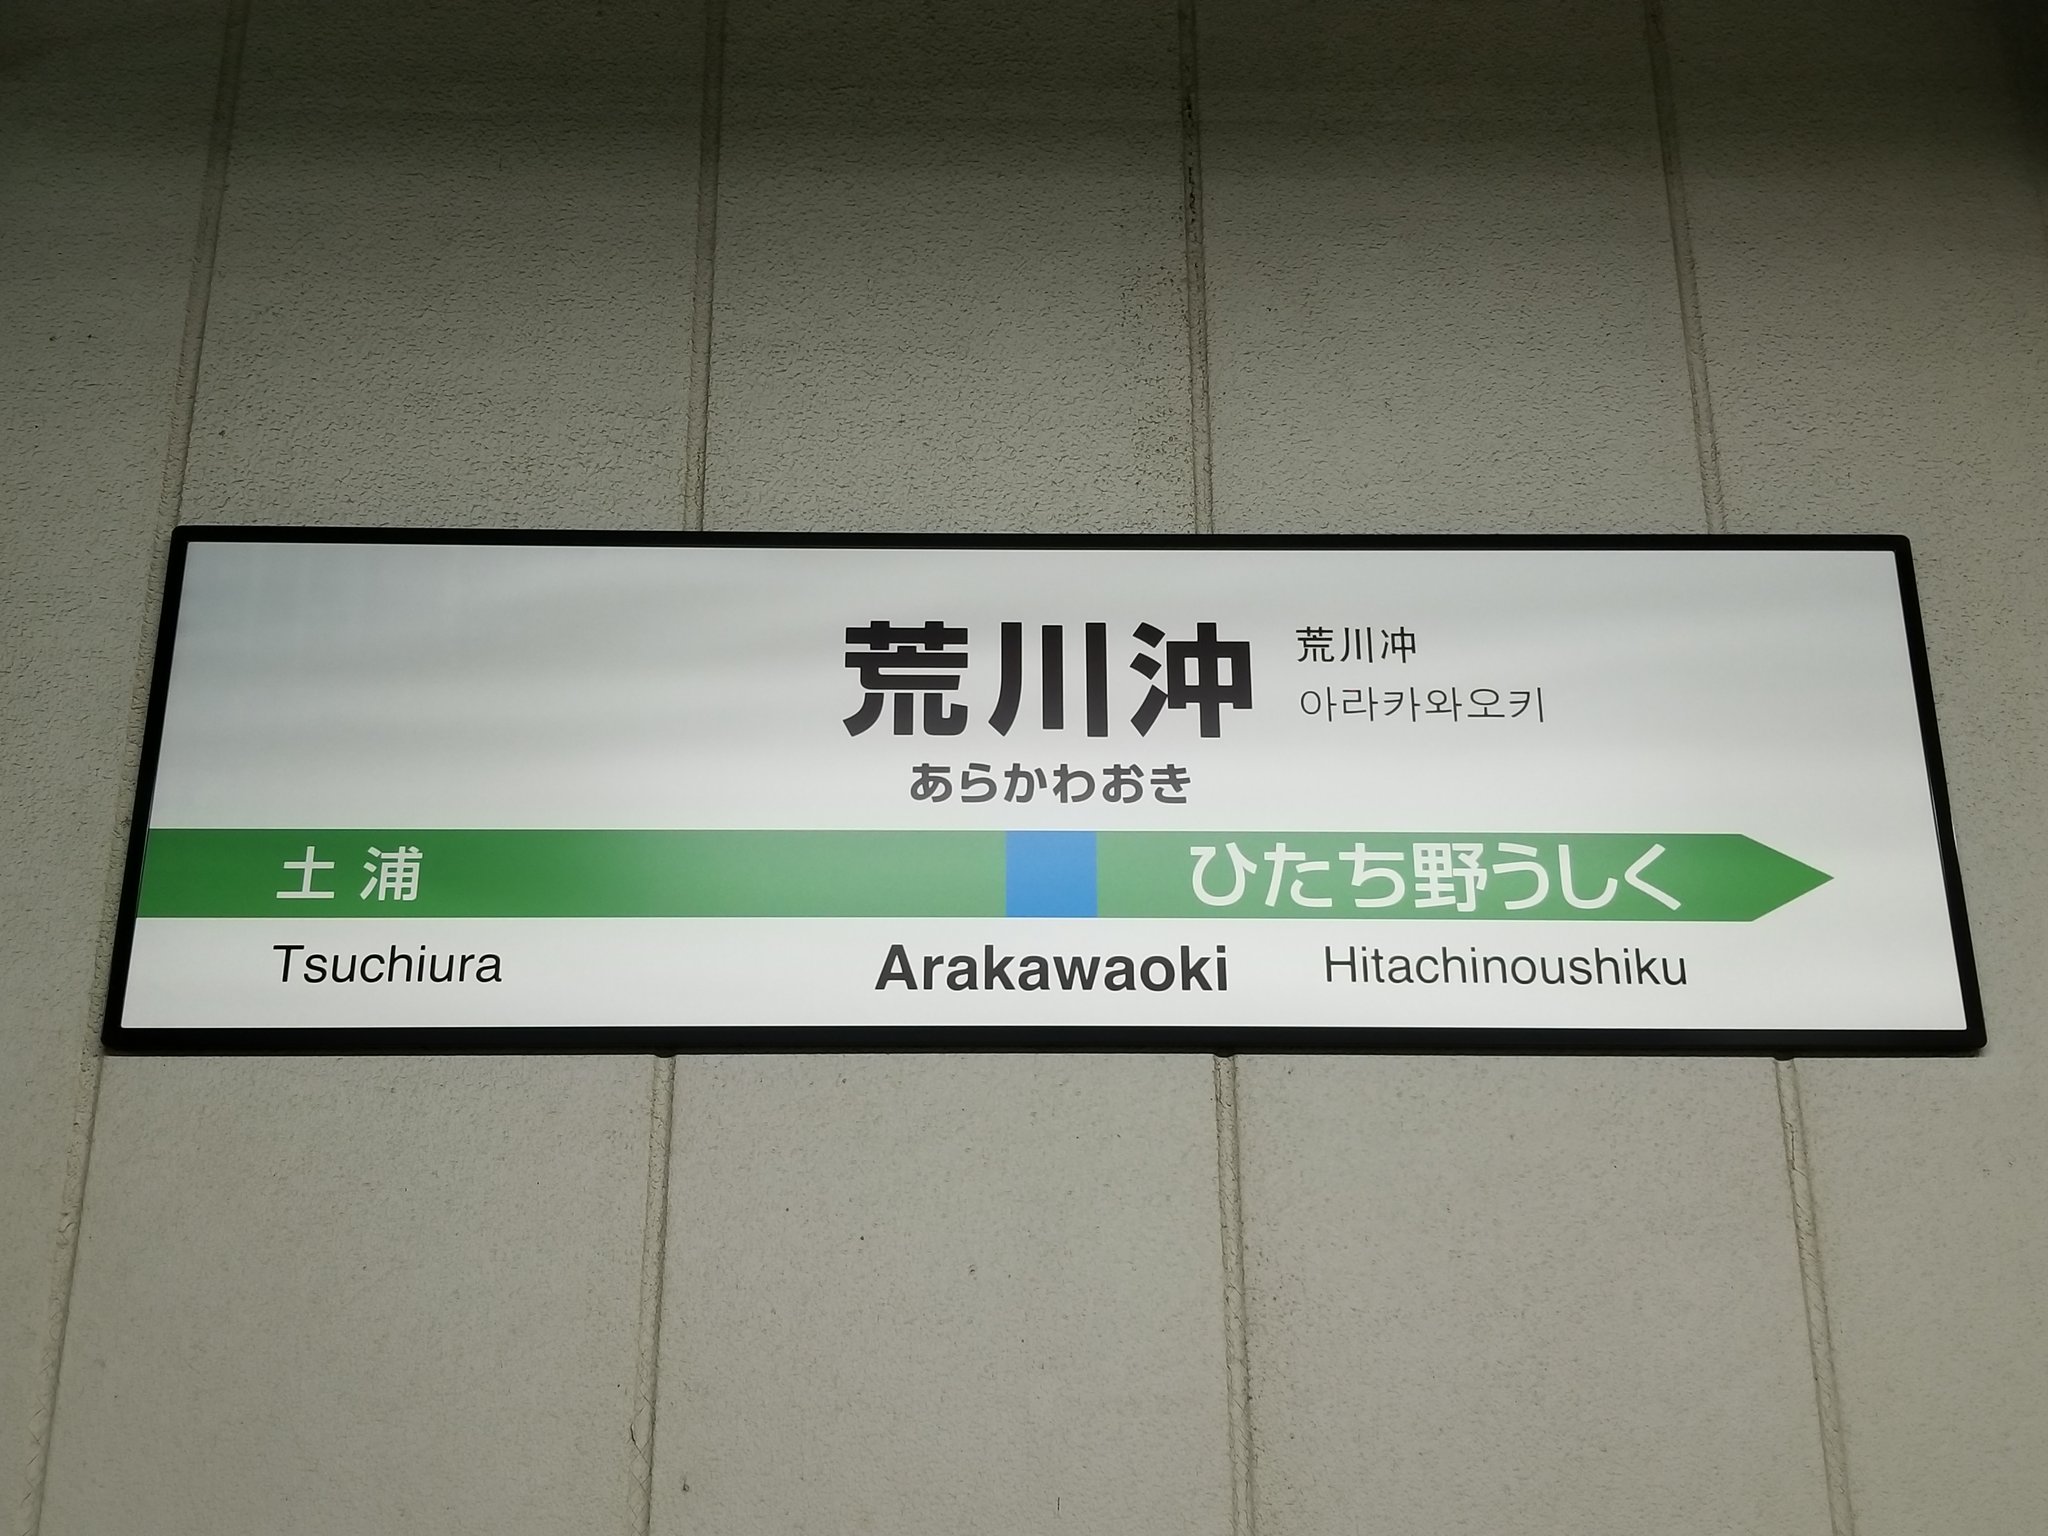 荒川沖
荒川冲
아라카와오키
あらかわおき
土浦 ひたち野うしく
Tsuchiura Arakawaoki Hitachinoushiku